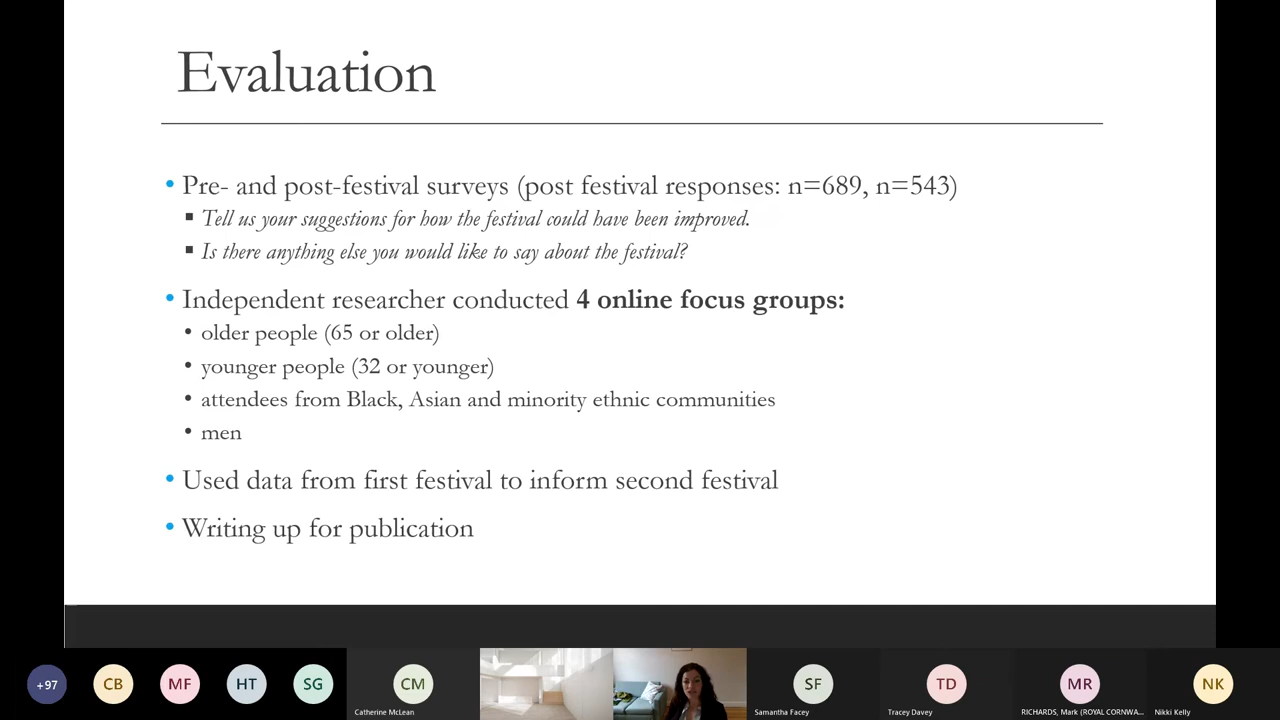 Evaluation
• Pre- and post-festival surveys (post festival responses: n=689, n=543)
▪ Tell us your suggestions for how the festival could have been improved.
▪ Is there anything else you would like to say about the festival?
• Independent researcher conducted 4 online focus groups:
• older people (65 or older)
• younger people (32 or younger)
• attendees from Black, Asian and minority ethnic communities
• men
• Used data from first festival to inform second festival
• Writing up for publication
+97
CB
MF
HT
SG
CM
SF
TD
MR
NK
Catherine McLean
Samantha Facey
Tracey Davey
RICHARDS, Mark (ROYAL CORNWA...
Nikki Kelly